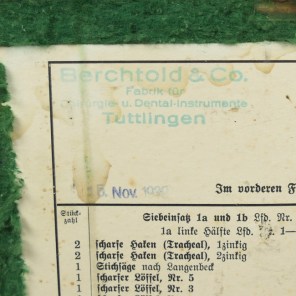 Berchtold & Co.
Fabrik für
Chirurgie u. Dental-Instrumente
Tuttlingen
Nov.
Im vorderen F
Stück-
zahl
Siebeinsatz 1a und 1b Lfd. Nr.
1a linke Hälfte Lfd. 1—
2 scharfe Haken (Tracheal), 1zinkig
2 scharfe Haken (Tracheal), 2zinkig
1 Stichsäge nach Langenbeck
1 scharfer Löffel, Nr. 5
1 scharfer Löffel, Nr. 3